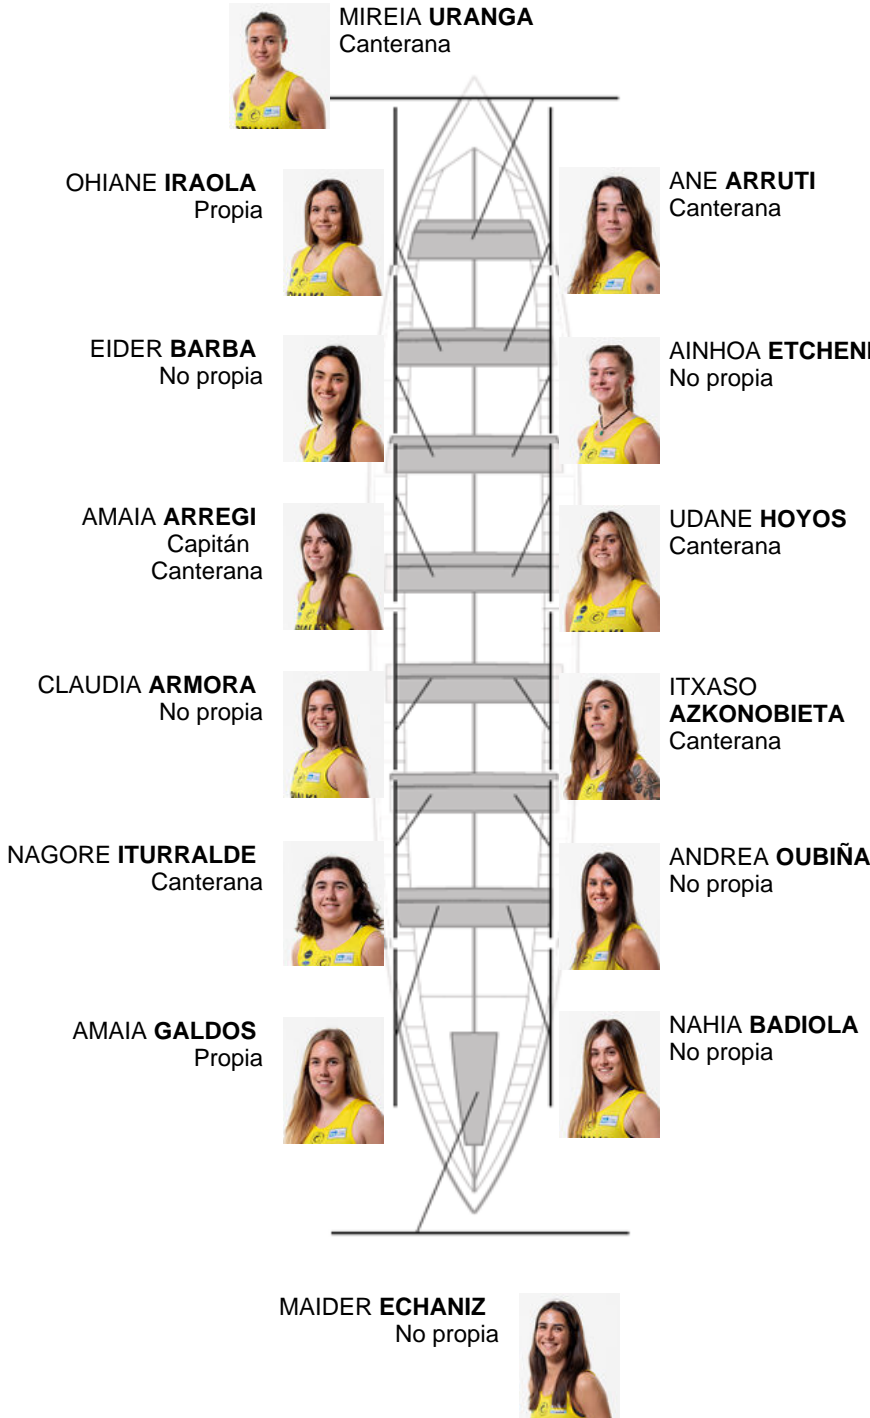 MIREIA URANGA
Canterana
OHIANE IRAOLA
Propia
ANE ARRUTI
Canterana
EIDER BARBA
No propia
AINHOA
No propia
AMAIA ARREGI
Capitán
Canterana
UDANE HOYOS
Canterana
CLAUDIA ARMORA
No propia
ITXASO
AZKONOBIETA
Canterana
NAGORE ITURRALDE
Canterana
ANDREA OUBIÑA
No propia
AMAIA GALDOS
Propia
NAHIA BADIOLA
No propia
MAIDER ECHANIZ
No propia